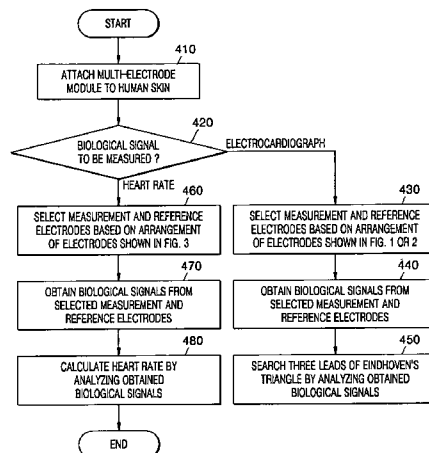 START
410
ATTACH MULTI-ELECTRODE
MODULE TO HUMAN SKIN
420
BIOLOGICAL SIGNAL
TO BE MEASURED ?
ELECTROCARDIOGRAPH
HEART RATE
460
SELECT MEASUREMENT AND REFERENCE
ELECTRODES BASED ON ARRANGEMENT
OF ELECTRODES SHOWN IN FIG. 3
430
SELECT MEASUREMENT AND REFERENCE
ELECTRODES BASED ON ARRANGEMENT
OF ELECTRODES SHOWN IN FIG. 1 OR 2
470
OBTAIN BIOLOGICAL SIGNALS FROM
SELECTED MEASUREMENT AND
REFERENCE ELECTRODES
440
OBTAIN BIOLOGICAL SIGNALS FROM
SELECTED MEASUREMENT AND
REFERENCE ELECTRODES
480
CALCULATE HEART RATE BY
ANALYZING OBTAINED
BIOLOGICAL SIGNALS
450
SEARCH THREE LEADS OF EINDHOVEN'S
TRIANGLE BY ANALYZING OBTAINED
BIOLOGICAL SIGNALS
END